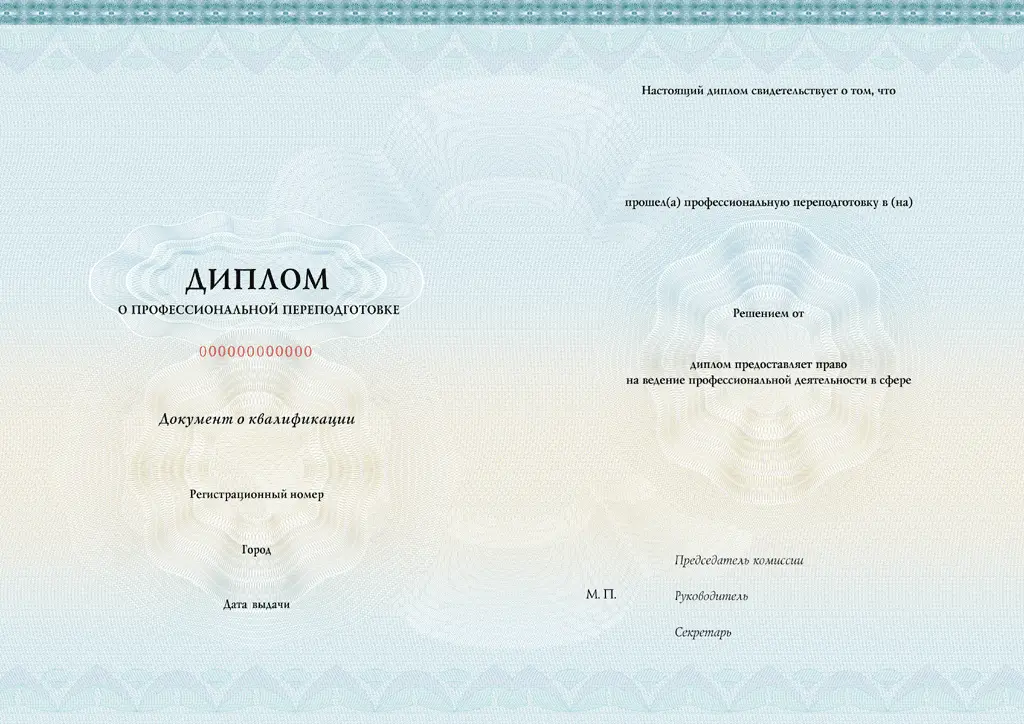 ДИПЛОМ
О ПРОФЕССИОНАЛЬНОЙ ПЕРЕПОДГОТОВКЕ
000000000000
Документ о квалификации
Регистрационный номер
Город
Дата выдачи
Настоящий диплом свидетельствует о том, что
прошел(а) профессиональную переподготовку в (на)
Решением от
диплом предоставляет право
на ведение профессиональной деятельности в сфере
Председатель комиссии
М. П.
Руководитель
Секретарь